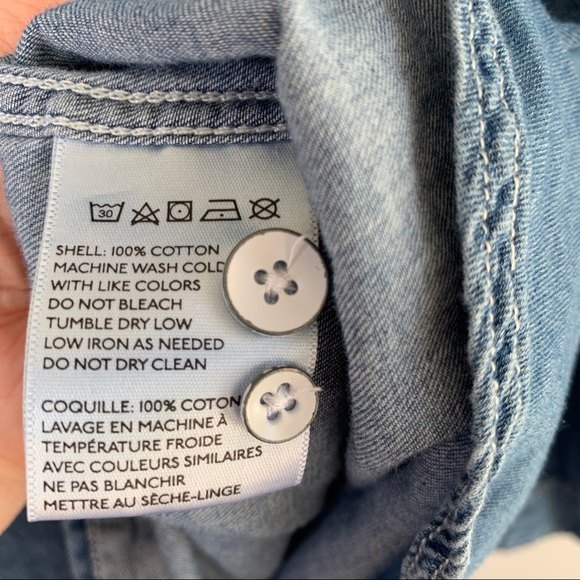 30
SHELL: 100% COTTON
MACHINE WASH COLD
WITH LIKE COLORS
DO NOT BLEACH
TUMBLE DRY LOW
LOW IRON AS NEEDED
DO NOT DRY CLEAN
COQUILLE: 100% COTON
LAVAGE EN MACHINE À
TEMPÉRATURE FROIDE
AVEC COULEURS SIMILAIRES
NE PAS BLANCHIR
METTRE AU SÈCHE-LINGE